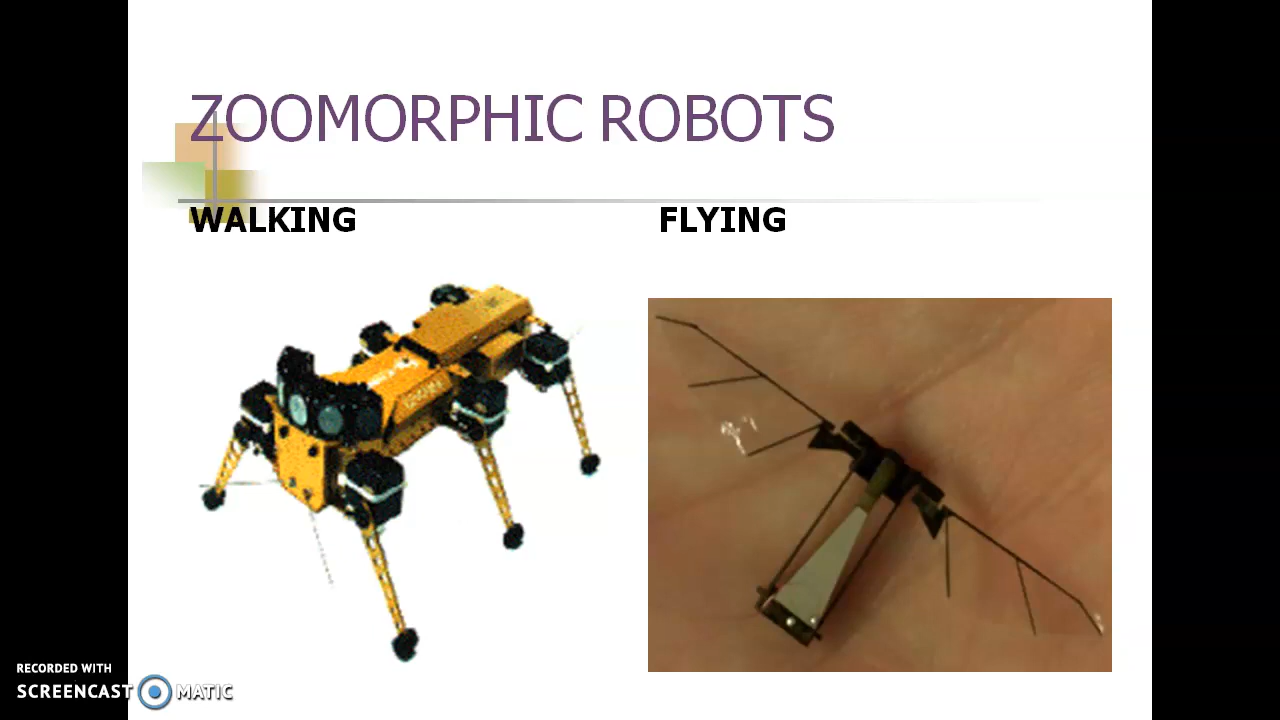 ZOOMORPHIC ROBOTS
WALKING
FLYING
RECORDED WITH
SCREENCAST MATIC